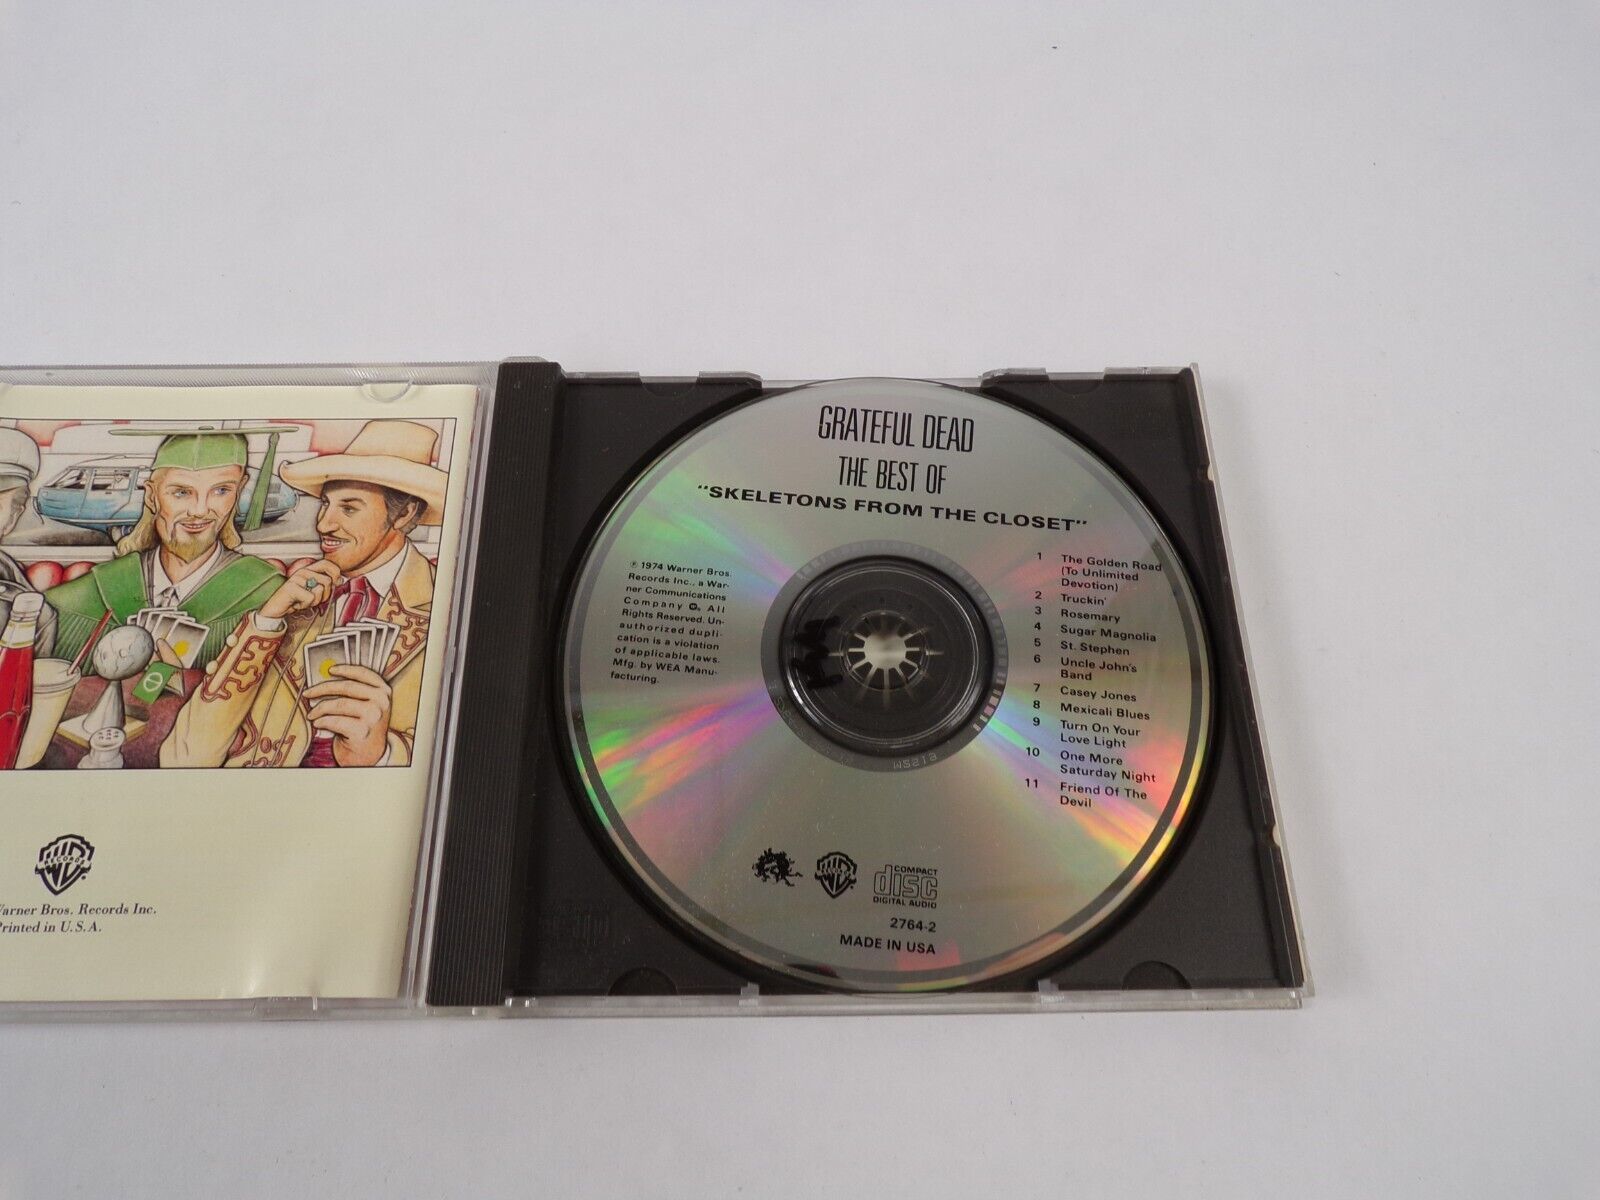 Warner Bros. Records Inc.
Printed in U.S.A.
RECORDS
GRATEFUL DEAD
THE BEST OF
"SKELETONS FROM THE CLOSET"
℗ 1974 Warner Bros.
Records Inc., a War-
ner Communications
Company. All
Rights Reserved. Un-
authorized dupli-
cation is a violation
of applicable laws.
Mfg. by WEA Manu-
facturing.
1 The Golden Road
(To Unlimited
Devotion)
2 Truckin'
3 Rosemary
4 Sugar Magnolia
5 St. Stephen
6 Uncle John's
Band
7 Casey Jones
8 Mexicali Blues
9 Turn On Your
Love Light
10 One More
Saturday Night
11 Friend Of The
Devil
W5213
COMPACT
disc
DIGITAL AUDIO
2764-2
MADE IN USA